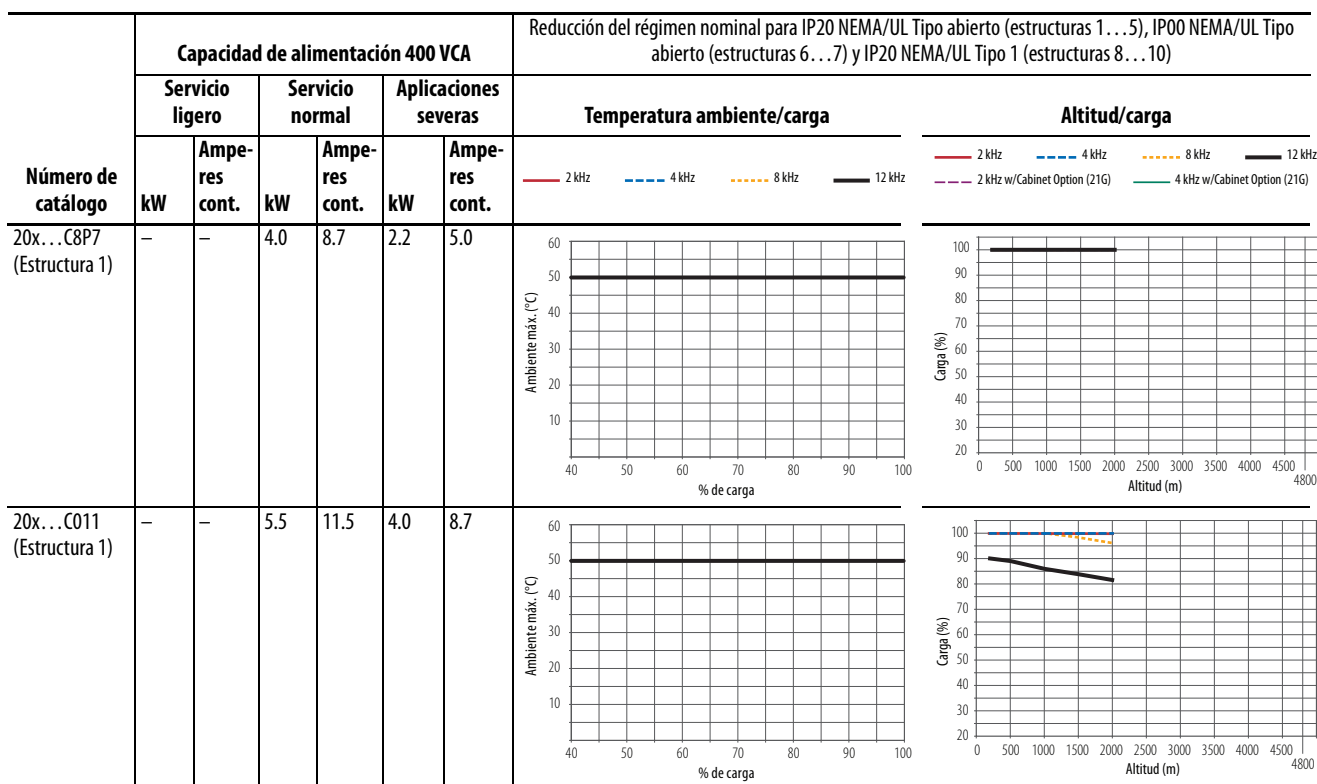 Capacidad de alimentación 400 VCA
Reducción del régimen nominal para IP20 NEMA/UL Tipo abierto (estructuras 1...5), IP00 NEMA/UL Tipo
abierto (estructuras 6...7) y IP20 NEMA/UL Tipo 1 (estructuras 8...10)
Servicio
ligero
Servicio
normal
Aplicaciones
severas
Temperatura ambiente/carga
Altitud/carga
Número de
catálogo
kW
Ampe-
res
cont.
kW
Ampe-
res
cont.
kW
Ampe-
res
cont.
2 kHz 4 kHz 8 kHz 12 kHz
2 kHz 4 kHz 8 kHz 12 kHz
2 kHz w/Cabinet Option (21G) 4 kHz w/Cabinet Option (21G)
20x...C8P7
(Estructura 1)
– – 4.0 8.7 2.2 5.0
Ambiente máx. (°C)
60
50
40
30
20
10
40 50 60 70 80 90 100
% de carga
Carga (%)
100
90
80
70
60
50
40
30
20
0 500 1000 1500 2000 2500 3000 3500 4000 4500
4800
Altitud (m)
20x...C011
(Estructura 1)
– – 5.5 11.5 4.0 8.7
Ambiente máx. (°C)
60
50
40
30
20
10
40 50 60 70 80 90 100
% de carga
Carga (%)
100
90
80
70
60
50
40
30
20
0 500 1000 1500 2000 2500 3000 3500 4000 4500
4800
Altitud (m)